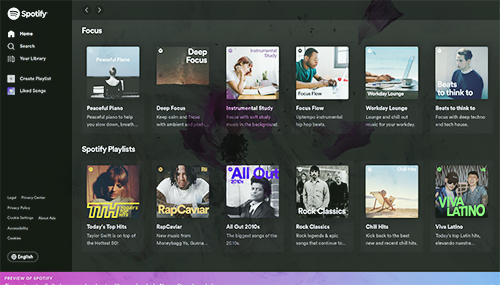 Spotify
Home
Search
Your Library
Create Playlist
Liked Songs
Legal Privacy Center
Privacy Policy
Cookie Settings About Ads
Accessibility
Cookies
English
Focus
Peaceful Piano
Deep
Focus
Instrumental
Study
Focus Flow
Workday Lounge
Beats
to think to
Peaceful Piano
Peaceful piano to help
you slow down, breath...
Deep Focus
Keep calm and focus
with ambient and post-...
Instrumental Study
Focus with soft study
music in the background.
Focus Flow
Uptempo instrumental
hip hop beats.
Workday Lounge
Lounge and chill out
music for your workday.
Beats to think to
Focus with deep techno
and tech house.
Spotify Playlists
TTH
Today's Top Hits
RapCaviar
All Out
2010s
Rock Classics
Chill Hits
VIVA
LATINO
Today's Top Hits
Taylor Swift is on top of
the Hottest 50!
RapCaviar
New music from
Moneybagg Yo, Gunna...
All Out 2010s
The biggest songs of the
2010s.
Rock Classics
Rock legends & epic
songs that continue to...
Chill Hits
Kick back to the best
new and recent chill hits.
Viva Latino
Today's top Latin hits,
elevando nuestra...
PREVIEW OF SPOTIFY